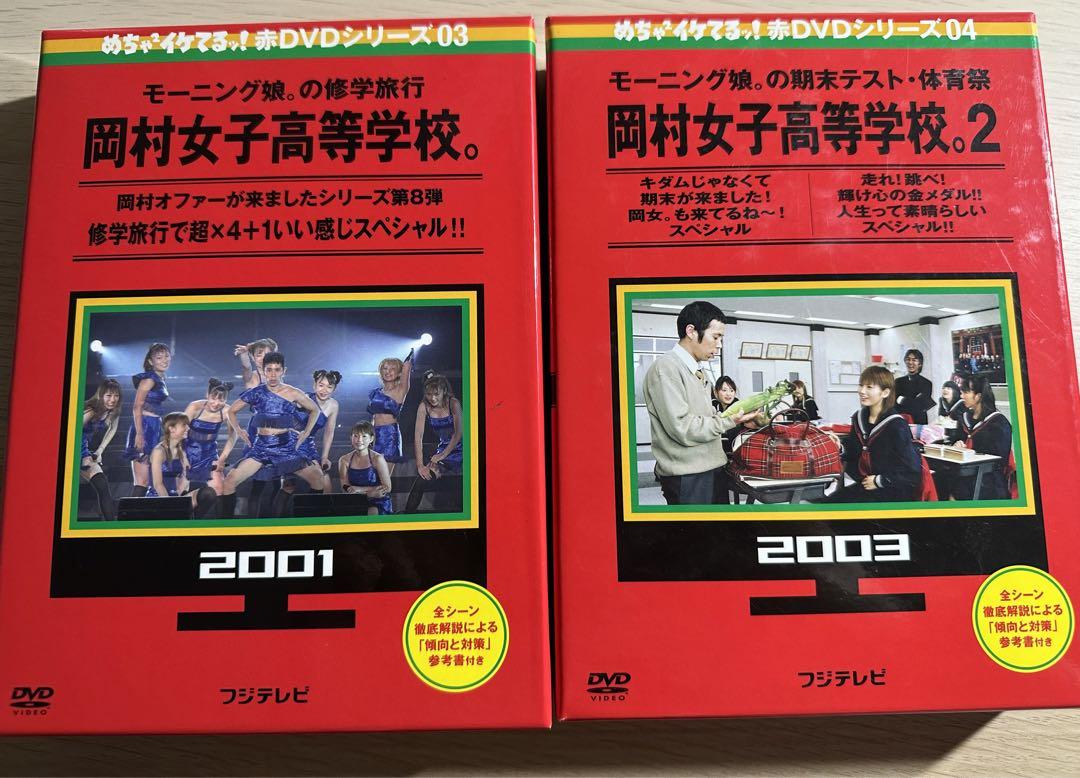 めちゃ²イケてるッ！赤DVDシリーズ03
モーニング娘。の修学旅行
岡村女子高等学校。
岡村オファーが来ましたシリーズ第8弾
修学旅行で超×4+1いい感じスペシャル!!
2001
全シーン
徹底解説による
「傾向と対策」
参考書付き
DVD
VIDEO
フジテレビ
めちゃ²イケてるッ！赤DVDシリーズ04
モーニング娘。の期末テスト・体育祭
岡村女子高等学校。2
キダムじゃなくて
期末が来ました！
岡女。も来てるね〜！
スペシャル
走れ！跳べ！
輝け心の金メダル!!
人生って素晴らしい
スペシャル!!
2003
全シーン
徹底解説による
「傾向と対策」
参考書付き
DVD
VIDEO
フジテレビ